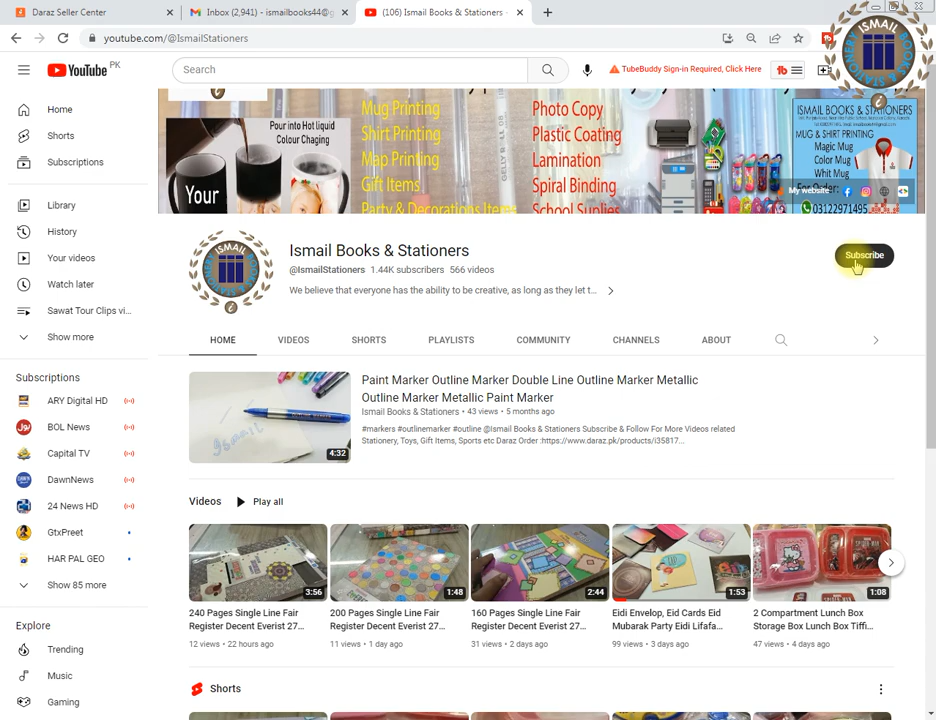 Daraz Seller Center
Inbox (2,941) - ismailbooks44@g
(106) Ismail Books & Stationers -
youtube.com/@IsmailStationers
YouTube PK
Search
TubeBuddy Sign-in Required, Click Here
ISMAIL
BOOKS & STATIONERS
Home
Shorts
Subscriptions
Library
History
Your videos
Watch later
Sawat Tour Clips vi...
Show more
Subscriptions
ARY Digital HD
BOL News
Capital TV
DawnNews
24 News HD
GtxPreet
HAR PAL GEO
Show 85 more
Explore
Trending
Music
Gaming
Pour into Hot liquid
Colour Chaging
Your
Mug Printing
Shirt Printing
Map Printing
Gift Items
Party & Decorations Items
Photo Copy
Plastic Coating
Lamination
Spiral Binding
School Suplies
ISMAIL BOOKS & STATIONERS
MUG & SHIRT PRINTING
Magic Mug
Color Mug
Whit Mug
For Order:
My website
03122971495
Ismail Books & Stationers
@IsmailStationers 1.44K subscribers 566 videos
We believe that everyone has the ability to be creative, as long as they let t...
Subscribe
HOME VIDEOS SHORTS PLAYLISTS COMMUNITY CHANNELS ABOUT
4:32
Paint Marker Outline Marker Double Line Outline Marker Metallic
Outline Marker Metallic Paint Marker
Ismail Books & Stationers • 43 views • 5 months ago
#markers #outlinemarker #outline @Ismail Books & Stationers Subscribe & Follow For More Videos related
Stationery, Toys, Gift Items, Sports etc Daraz Order :https://www.daraz.pk/products/i35817...
Videos Play all
3:56
240 Pages Single Line Fair
Register Decent Everist 27...
12 views • 22 hours ago
1:48
200 Pages Single Line Fair
Register Decent Everist 27...
11 views • 1 day ago
2:44
160 Pages Single Line Fair
Register Decent Everist 27...
31 views • 2 days ago
1:53
Eidi Envelop, Eid Cards Eid
Mubarak Party Eidi Lifafa...
99 views • 3 days ago
1:08
2 Compartment Lunch Box
Storage Box Lunch Box Tiffi...
47 views • 4 days ago
Shorts